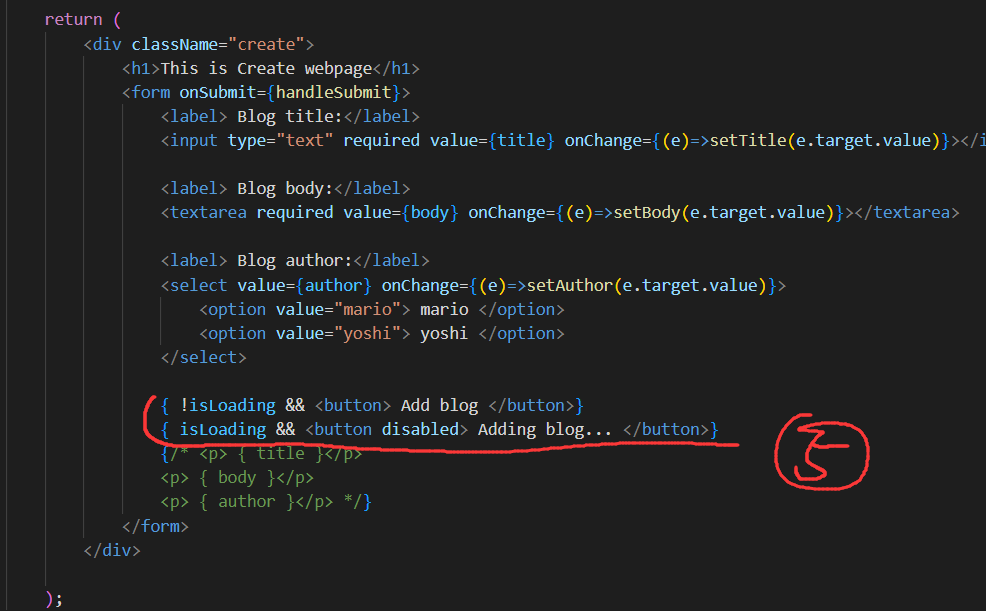 return (
<div className="create">
<h1>This is Create webpage</h1>
<form onSubmit={handleSubmit}>
<label> Blog title:</label>
<input type="text" required value={title} onChange={(e)=>setTitle(e.target.value)}></i
<label> Blog body:</label>
<textarea required value={body} onChange={(e)=>setBody(e.target.value)}></textarea>
<label> Blog author:</label>
<select value={author} onChange={(e)=>setAuthor(e.target.value)}>
<option value="mario"> mario </option>
<option value="yoshi"> yoshi </option>
</select>
{ !isLoading && <button> Add blog </button>}
{ isLoading && <button disabled> Adding blog... </button>}
5
{/* <p> { title }</p>
<p> { body }</p>
<p> { author }</p> */}
</form>
</div>
);